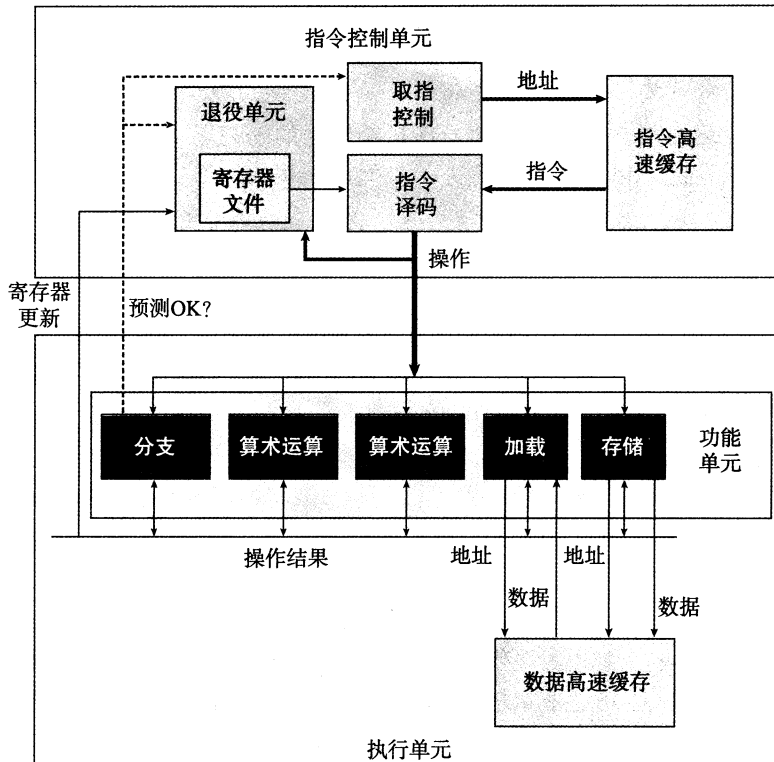 指令控制单元
取指
控制
地址
指令高
速缓存
退役单元
寄存器
文件
指令
译码
指令
操作
寄存器
更新
预测OK?
分支
算术运算
算术运算
加载
存储
功能
单元
操作结果
地址
地址
数据
数据
数据高速缓存
执行单元